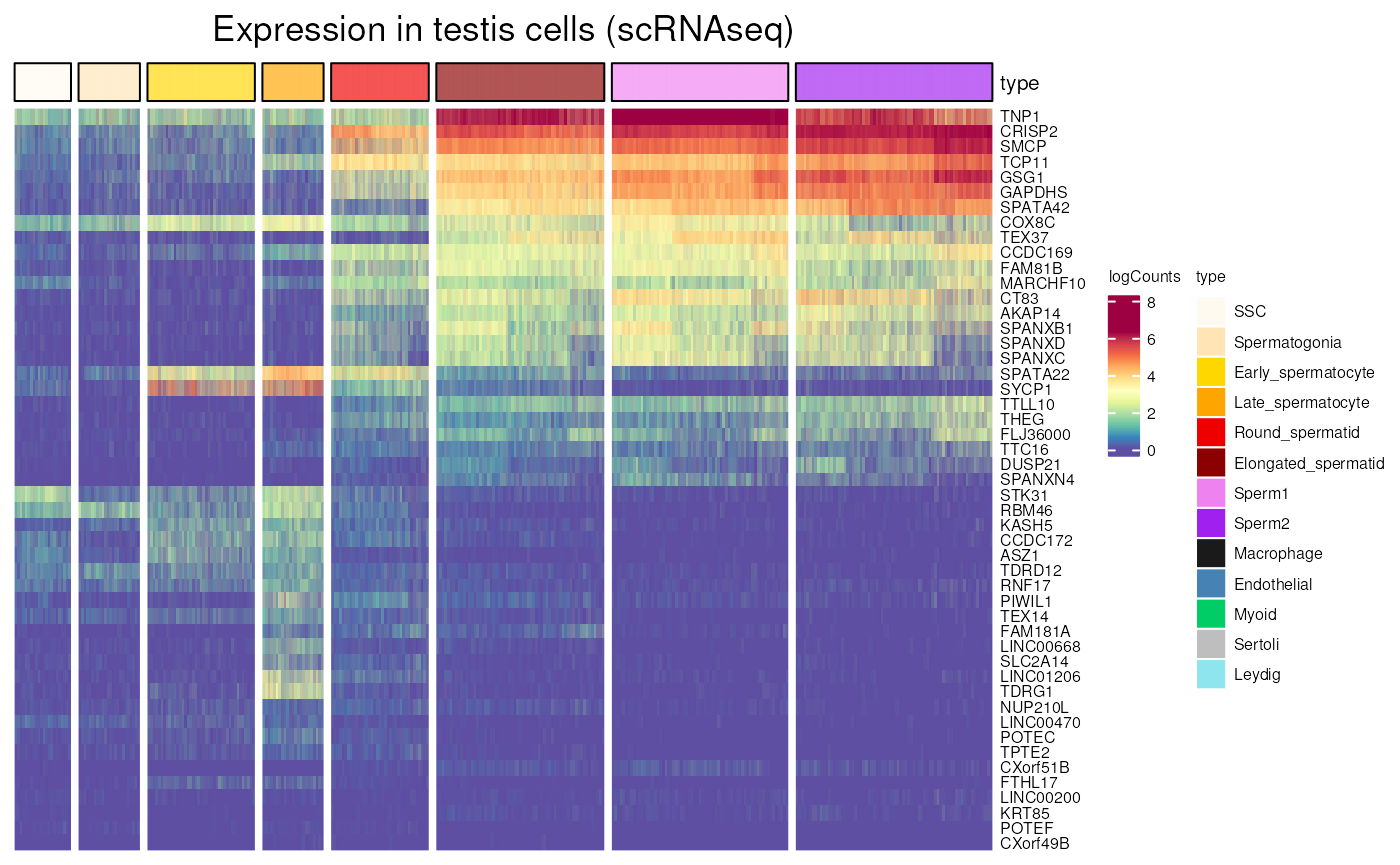 Expression in testis cells (scRNAseq)
type
TNP1
CRISP2
SMCP
TCP11
GSG1
GAPDHS
SPATA42
COX8C
TEX37
CCDC169
FAM81B
MARCHF10
CT83
AKAP14
SPANXB1
SPANXD
SPANXC
SPATA22
SYCP1
TTLL10
THEG
FLJ36000
TTC16
DUSP21
SPANXN4
STK31
RBM46
KASH5
CCDC172
ASZ1
TDRD12
RNF17
PIWIL1
TEX14
FAM181A
LINC00668
SLC2A14
LINC01206
TDRG1
NUP210L
LINC00470
POTEC
TPTE2
CXorf51B
FTHL17
LINC00200
KRT85
POTEF
CXorf49B
logCounts
8
6
4
2
0
type
SSC
Spermatogonia
Early_spermatocyte
Late_spermatocyte
Round_spermatid
Elongated_spermatid
Sperm1
Sperm2
Macrophage
Endothelial
Myoid
Sertoli
Leydig